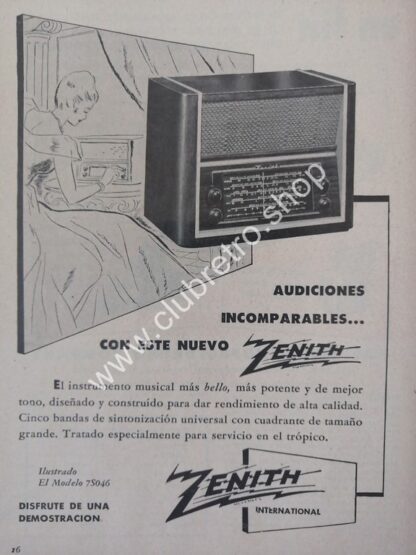 AUDICIONES
INCOMPARABLES...
CON ESTE NUEVO ZENITH
El instrumento musical más bello, más potente y de mejor
tono, diseñado y construido para dar rendimiento de alta calidad.
Cinco bandas de sintonización universal con cuadrante de tamaño
grande. Tratado especialmente para servicio en el trópico.
Ilustrado
El Modelo 7S046
DISFRUTE DE UNA
DEMOSTRACION
ZENITH
INTERNATIONAL
16
www.clubretro.shop